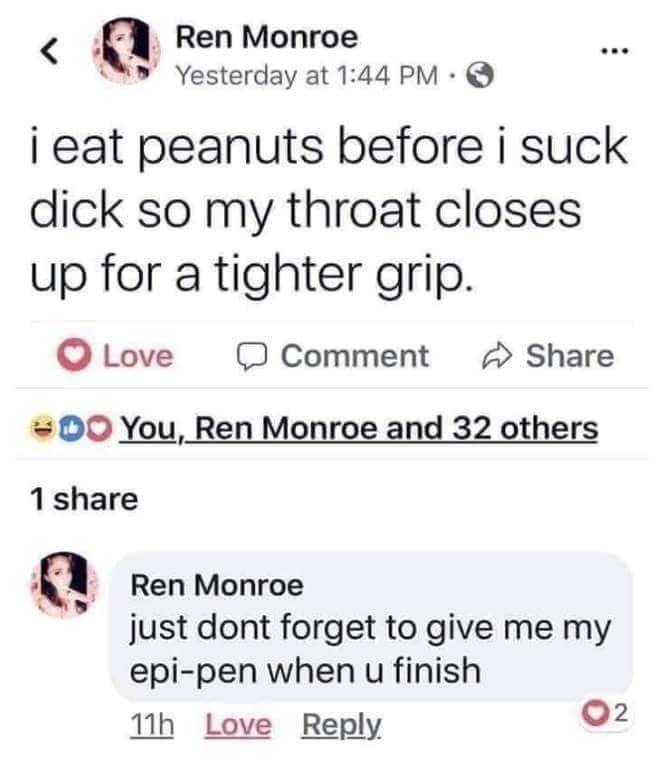 Ren Monroe
Yesterday at 1:44 PM ·
i eat peanuts before i suck
dick so my throat closes
up for a tighter grip.
Love Comment Share
You, Ren Monroe and 32 others
1 share
Ren Monroe
just dont forget to give me my
epi-pen when u finish
11h Love Reply 2